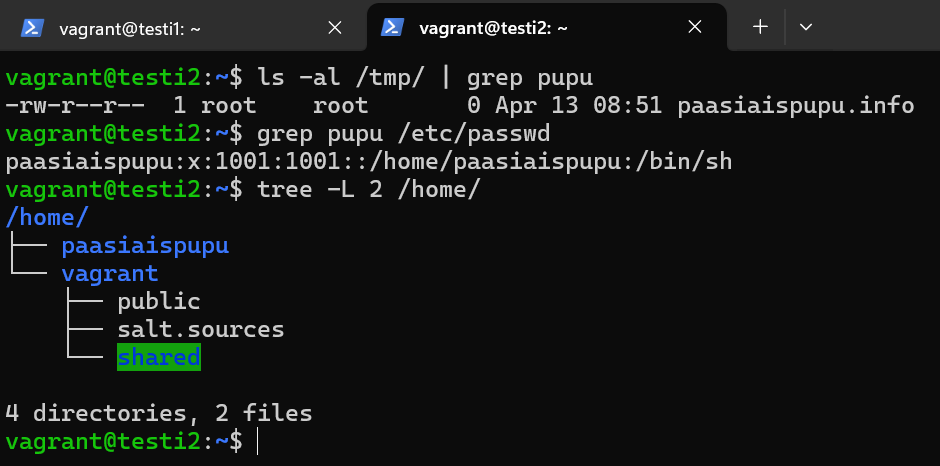 vagrant@testi1: ~
vagrant@testi2: ~
vagrant@testi2:~$ ls -al /tmp/ | grep pupu
-rw-r--r--  1 root    root          0 Apr 13 08:51 paasiaispupu.info
vagrant@testi2:~$ grep pupu /etc/passwd
paasiaispupu:x:1001:1001::/home/paasiaispupu:/bin/sh
vagrant@testi2:~$ tree -L 2 /home/
/home/
├── paasiaispupu
└── vagrant
    ├── public
    ├── salt.sources
    └── shared
4 directories, 2 files
vagrant@testi2:~$